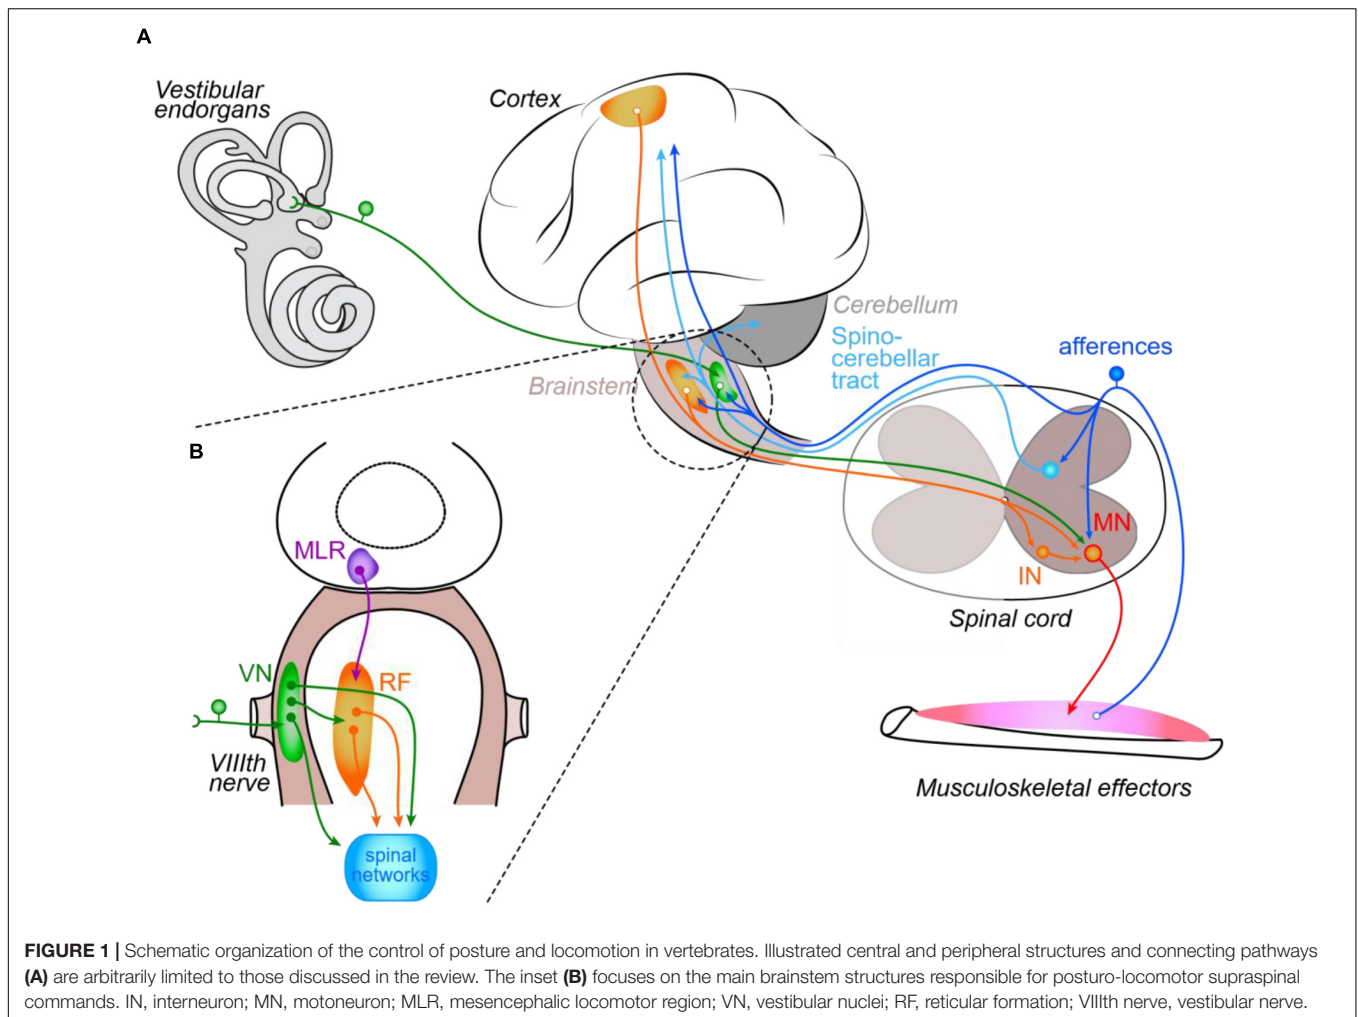 A
Vestibular
endorgans
Cortex
Cerebellum
Spino-
cerebellar
tract
afferences
Brainstem
MN
IN
Spinal cord
Musculoskeletal effectors
B
MLR
VN
RF
VIIIth
nerve
spinal
networks
FIGURE 1 | Schematic organization of the control of posture and locomotion in vertebrates. Illustrated central and peripheral structures and connecting pathways
(A) are arbitrarily limited to those discussed in the review. The inset (B) focuses on the main brainstem structures responsible for posturo-locomotor supraspinal
commands. IN, interneuron; MN, motoneuron; MLR, mesencephalic locomotor region; VN, vestibular nuclei; RF, reticular formation; VIIIth nerve, vestibular nerve.